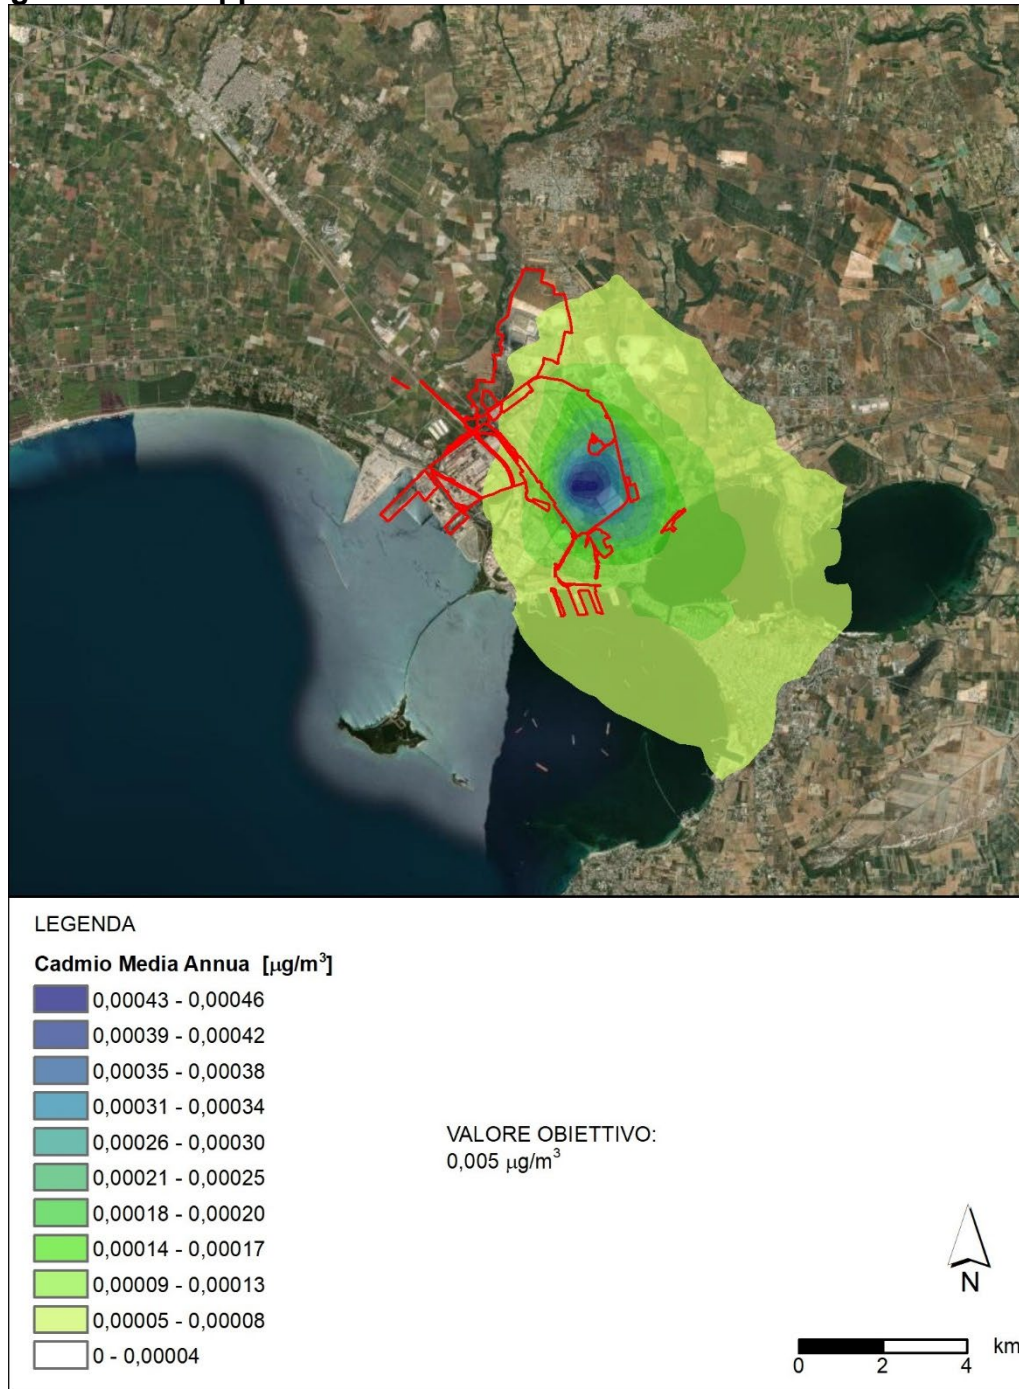 LEGENDA
Cadmio Media Annua [µg/m³]
0,00043 - 0,00046
0,00039 - 0,00042
0,00035 - 0,00038
0,00031 - 0,00034
0,00026 - 0,00030
0,00021 - 0,00025
0,00018 - 0,00020
0,00014 - 0,00017
0,00009 - 0,00013
0,00005 - 0,00008
0 - 0,00004
VALORE OBIETTIVO:
0,005 µg/m³
N
km
0 2 4